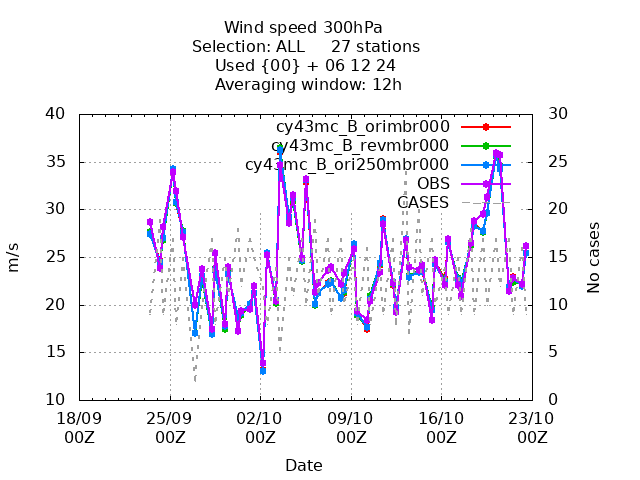 Wind speed 300hPa
Selection: ALL 27 stations
Used {00} + 06 12 24
Averaging window: 12h
40 30
cy43mc_B_orimbr000
cy43mc_B_revmbr000
35 25
cy43mc_B_ori250mbr000
OBS
CASES
30 20
25 15
m/s
No cases
20 10
15 5
10 0
18/09 25/09 02/10 09/10 16/10 23/10
00Z 00Z 00Z 00Z 00Z 00Z
Date